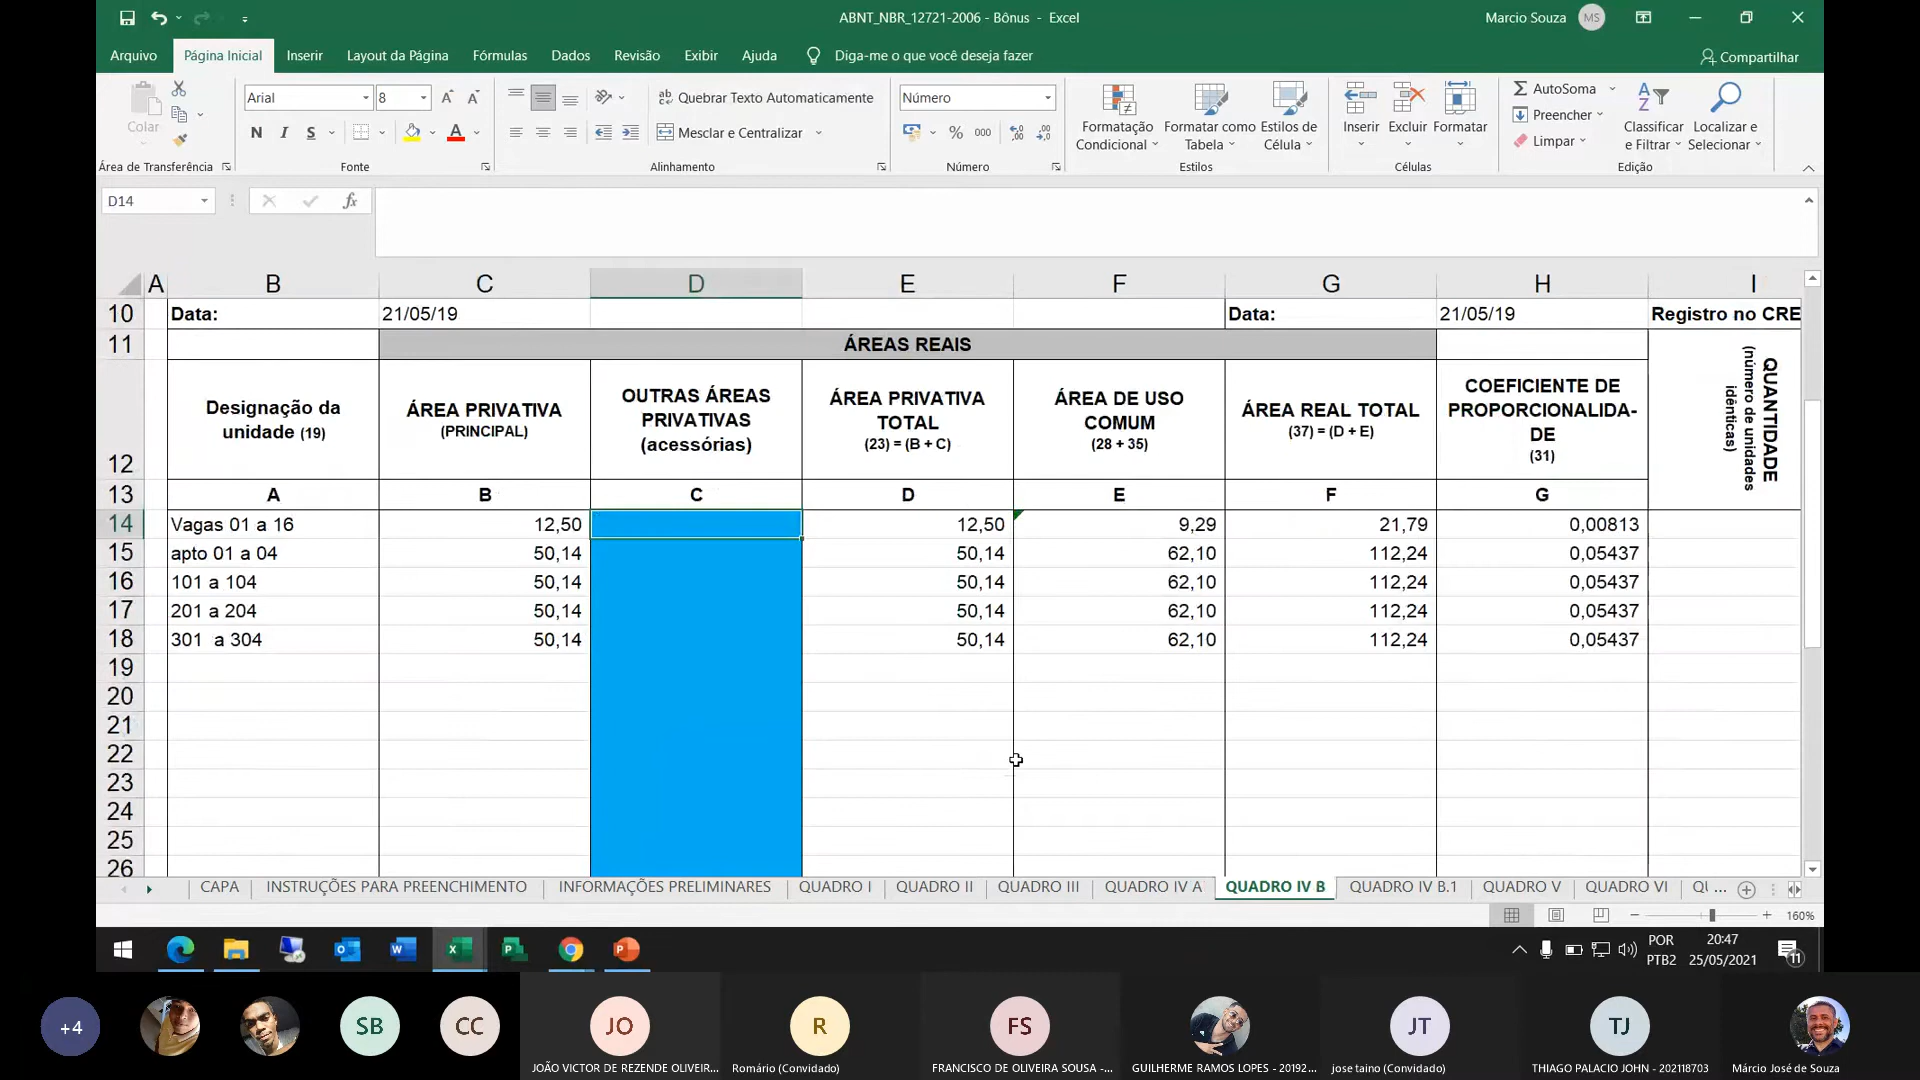 ABNT_NBR_12721-2006 - Bônus - Excel
Marcio Souza
MS
Arquivo
Página Inicial
Inserir
Layout da Página
Fórmulas
Dados
Revisão
Exibir
Ajuda
Diga-me o que você deseja fazer
Compartilhar
Colar
Área de Transferência
Arial
8
N
I
S
Fonte
Quebrar Texto Automaticamente
Mesclar e Centralizar
Alinhamento
Número
%
000
Número
Formatação Condicional
Formatar como Tabela
Estilos de Célula
Estilos
Inserir
Excluir
Formatar
Células
AutoSoma
Preencher
Limpar
Classificar e Filtrar
Localizar e Selecionar
Edição
D14
fx
A B C D E F G H I
10 Data: 21/05/19 Data: 21/05/19 Registro no CRE
11 ÁREAS REAIS
12 Designação da unidade (19)
ÁREA PRIVATIVA (PRINCIPAL)
OUTRAS ÁREAS PRIVATIVAS (acessórias)
ÁREA PRIVATIVA TOTAL (23) = (B + C)
ÁREA DE USO COMUM (28 + 35)
ÁREA REAL TOTAL (37) = (D + E)
COEFICIENTE DE PROPORCIONALIDA-DE (31)
QUANTIDADE (número de unidades idênticas)
13 A B C D E F G
14 Vagas 01 a 16 12,50 12,50 9,29 21,79 0,00813
15 apto 01 a 04 50,14 50,14 62,10 112,24 0,05437
16 101 a 104 50,14 50,14 62,10 112,24 0,05437
17 201 a 204 50,14 50,14 62,10 112,24 0,05437
18 301 a 304 50,14 50,14 62,10 112,24 0,05437
19
20
21
22
23
24
25
26
CAPA
INSTRUÇÕES PARA PREENCHIMENTO
INFORMAÇÕES PRELIMINARES
QUADRO I
QUADRO II
QUADRO III
QUADRO IV A
QUADRO IV B
QUADRO IV B.1
QUADRO V
QUADRO VI
QU ...
160%
POR
PTB2
20:47
25/05/2021
11
+4
SB
CC
JO
R
FS
JT
TJ
JOÃO VICTOR DE REZENDE OLIVEIR...
Romário (Convidado)
FRANCISCO DE OLIVEIRA SOUSA -...
GUILHERME RAMOS LOPES - 20192...
jose taino (Convidado)
THIAGO PALACIO JOHN - 202118703
Márcio José de Souza